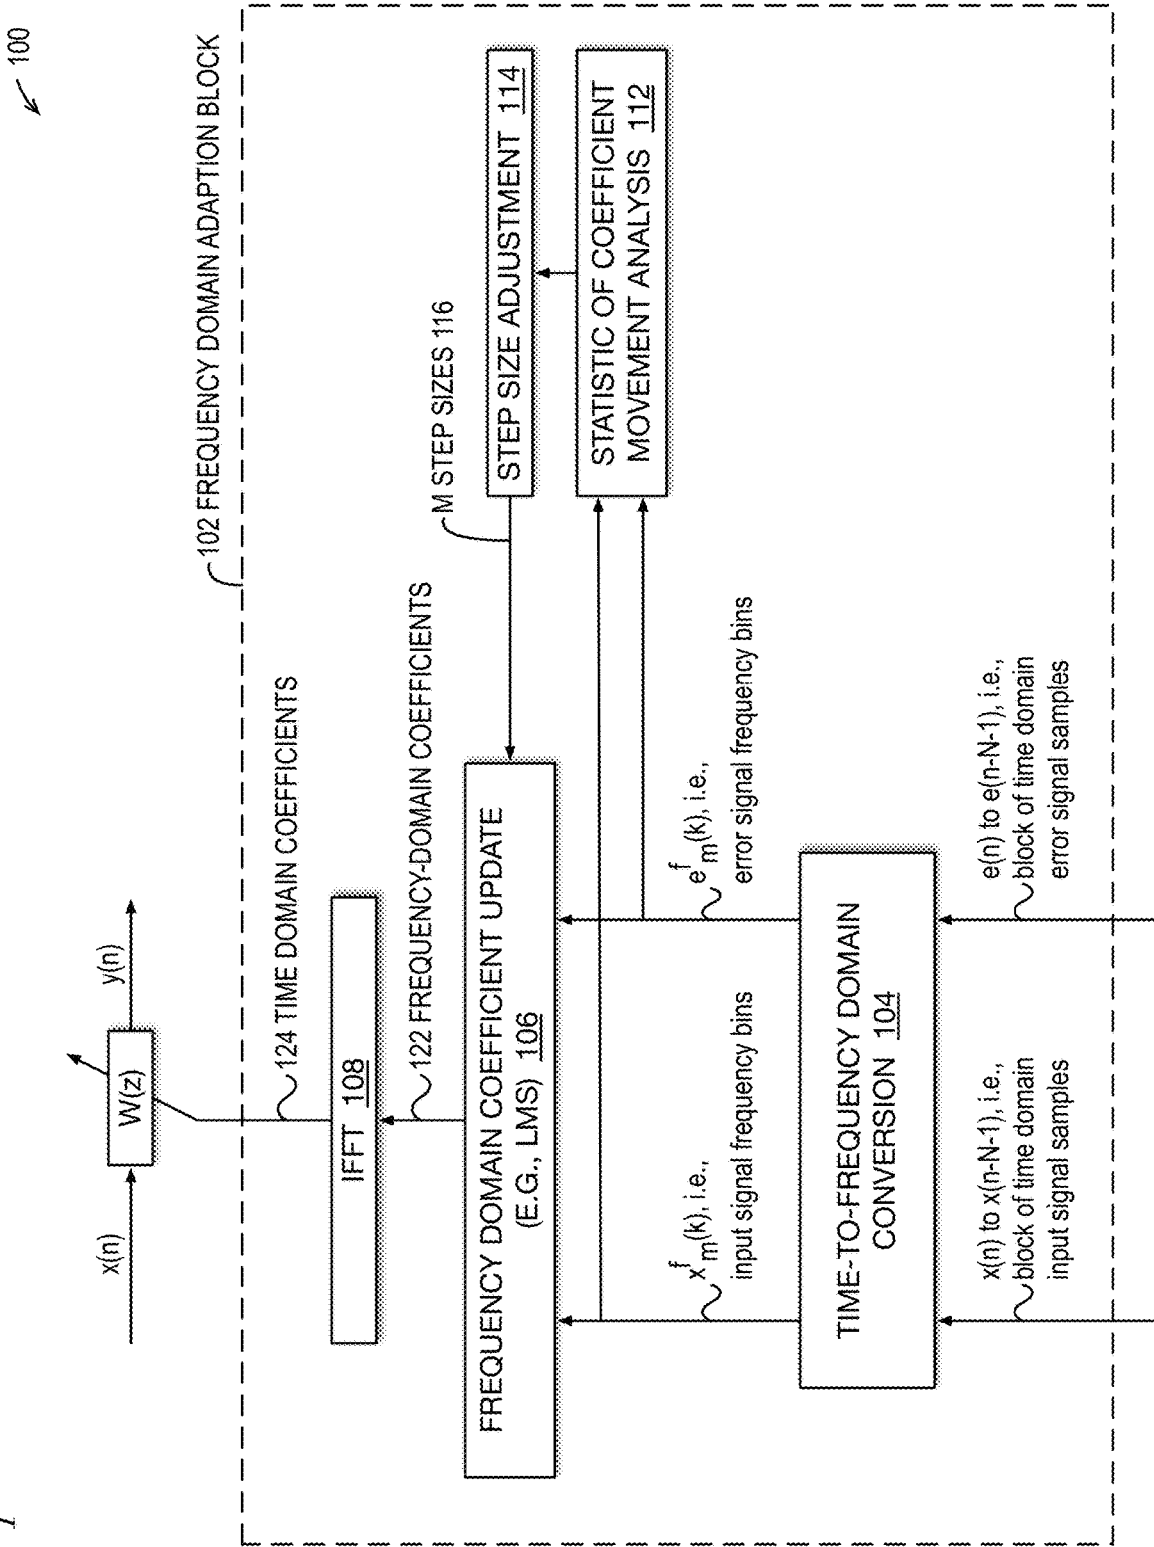 100
102 FREQUENCY DOMAIN ADAPTION BLOCK
x(n)
W(z)
y(n)
124 TIME DOMAIN COEFFICIENTS
IFFT 108
122 FREQUENCY-DOMAIN COEFFICIENTS
M STEP SIZES 116
STEP SIZE ADJUSTMENT 114
FREQUENCY DOMAIN COEFFICIENT UPDATE
(E.G., LMS) 106
STATISTIC OF COEFFICIENT
MOVEMENT ANALYSIS 112
x^f_m(k), i.e.,
input signal frequency bins
e^f_m(k), i.e.,
error signal frequency bins
TIME-TO-FREQUENCY DOMAIN
CONVERSION 104
x(n) to x(n-N-1), i.e.,
block of time domain
input signal samples
e(n) to e(n-N-1), i.e.,
block of time domain
error signal samples